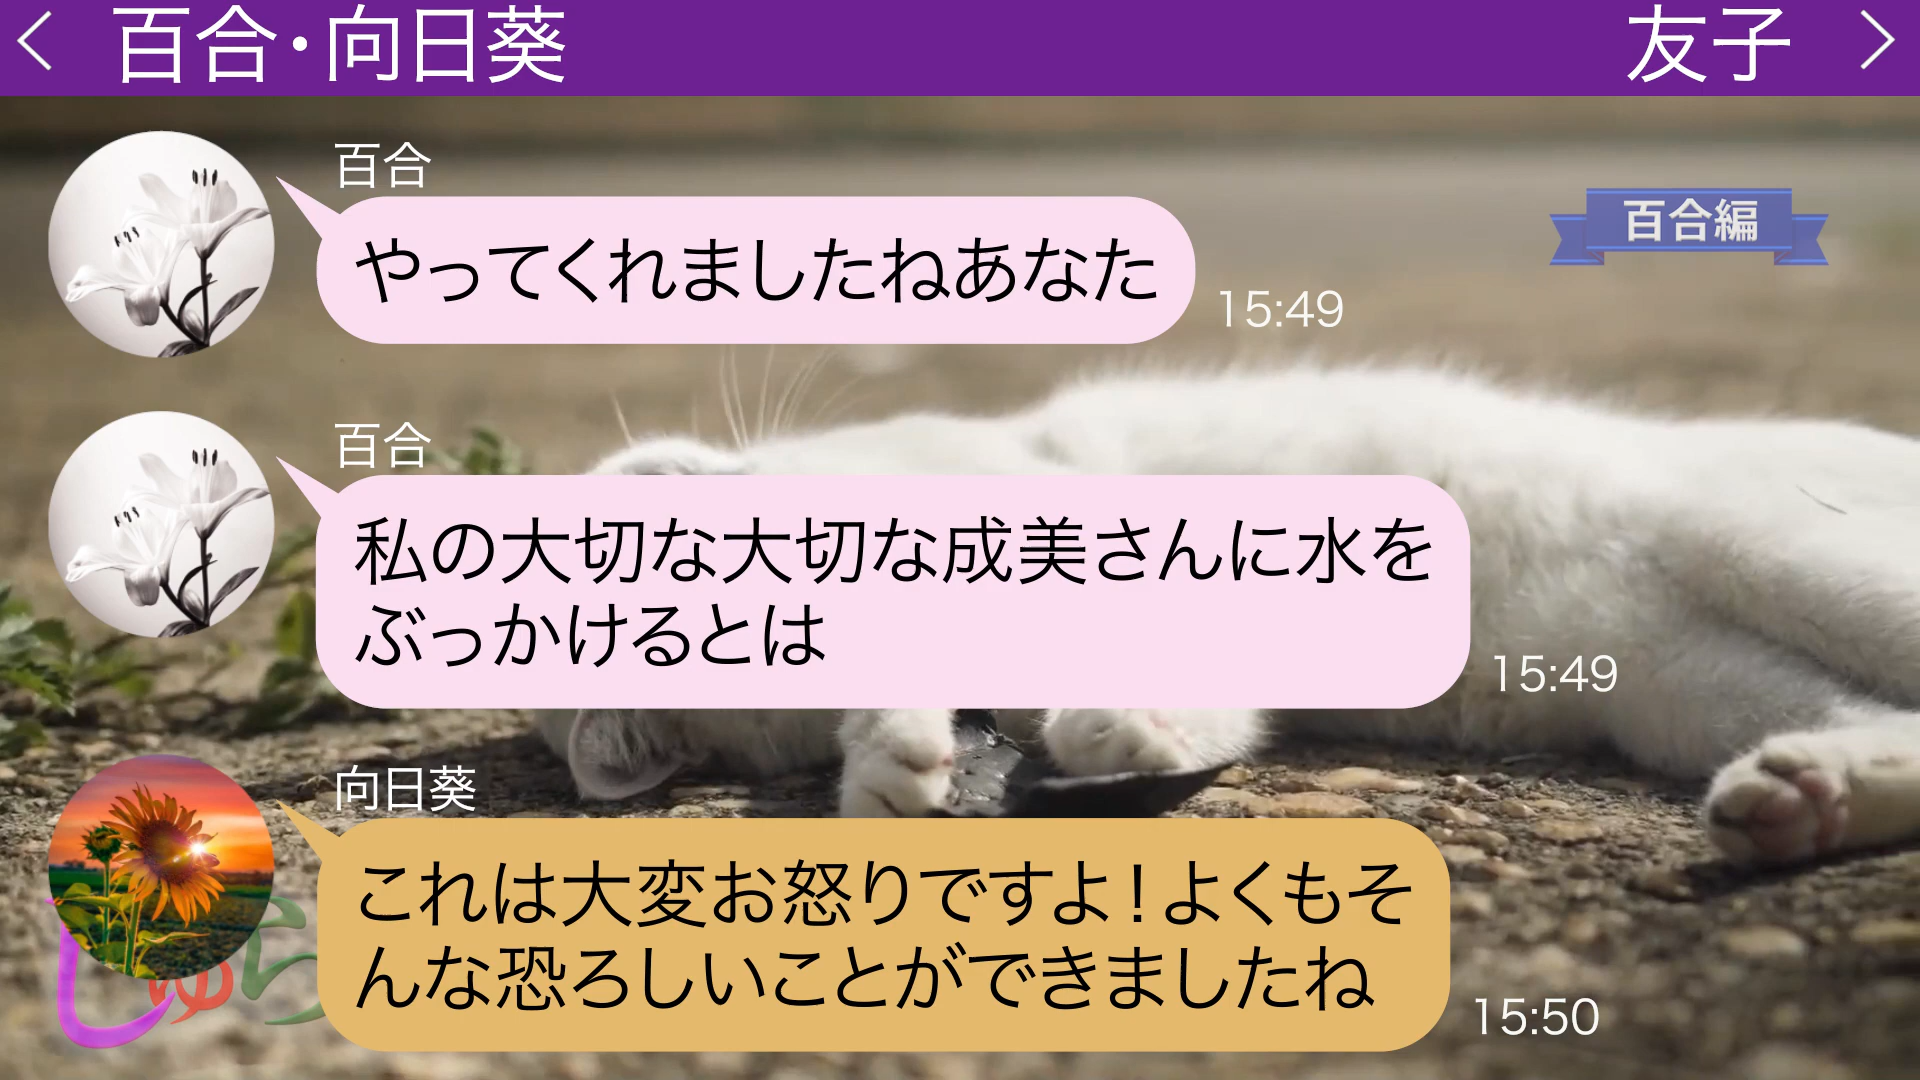 百合・向日葵
友子
百合
やってくれましたねあなた
15:49
百合編
百合
私の大切な大切な成美さんに水を
ぶっかけるとは
15:49
向日葵
これは大変お怒りですよ！よくもそ
んな恐ろしいことができましたね
15:50